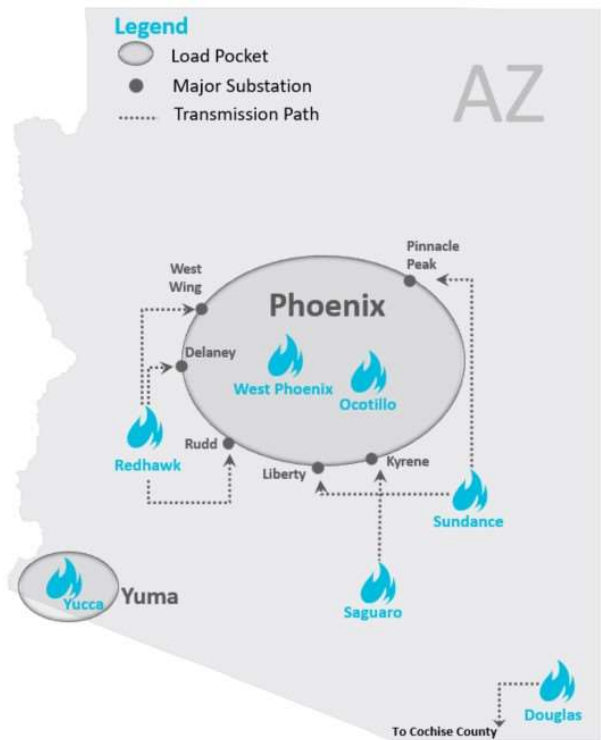 Legend
Load Pocket
Major Substation
Transmission Path
AZ
Pinnacle
Peak
West
Wing
Phoenix
Delaney
West Phoenix
Ocotillo
Rudd
Liberty
Kyrene
Redhawk
Sundance
Yucca
Yuma
Saguaro
Douglas
To Cochise County